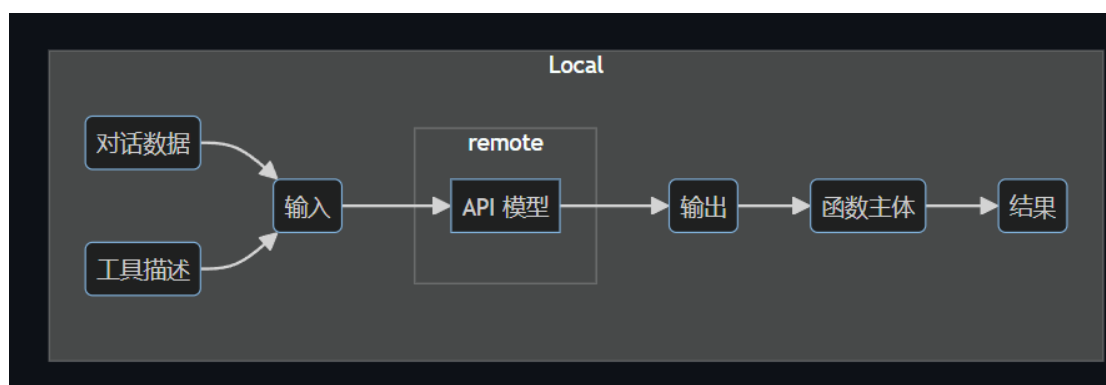 Local
remote
对话数据
工具描述
输入
API 模型
输出
函数主体
结果